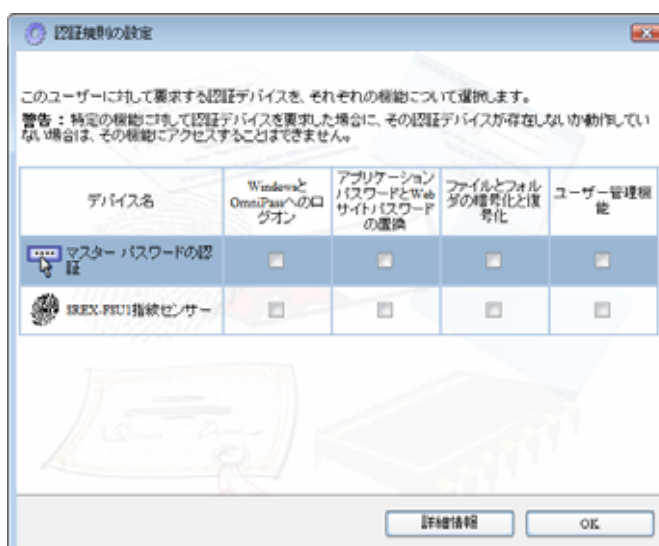 認証規則の設定
このユーザーに対して要求する認証デバイスを、それぞれの機能について選択します。
警告：特定の機能に対して認証デバイスを要求した場合に、その認証デバイスが存在しないか動作してい
ない場合は、その機能にアクセスすることはできません。
デバイス名
Windowsと
OmniPassへのロ
グオン
アプリケーション
パスワードとWeb
サイトパスワード
の置換
ファイルとフォル
ダの暗号化と復
号化
ユーザー管理機
能
マスター パスワードの認
証
SREX-FSU1指紋センサー
詳細情報
OK